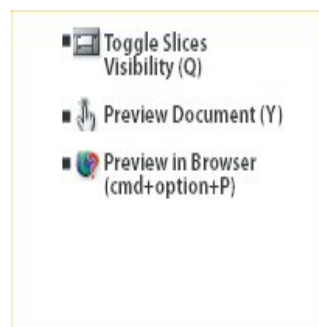 Toggle Slices
Visibility (Q)
Preview Document (Y)
Preview in Browser
(cmd+option+P)